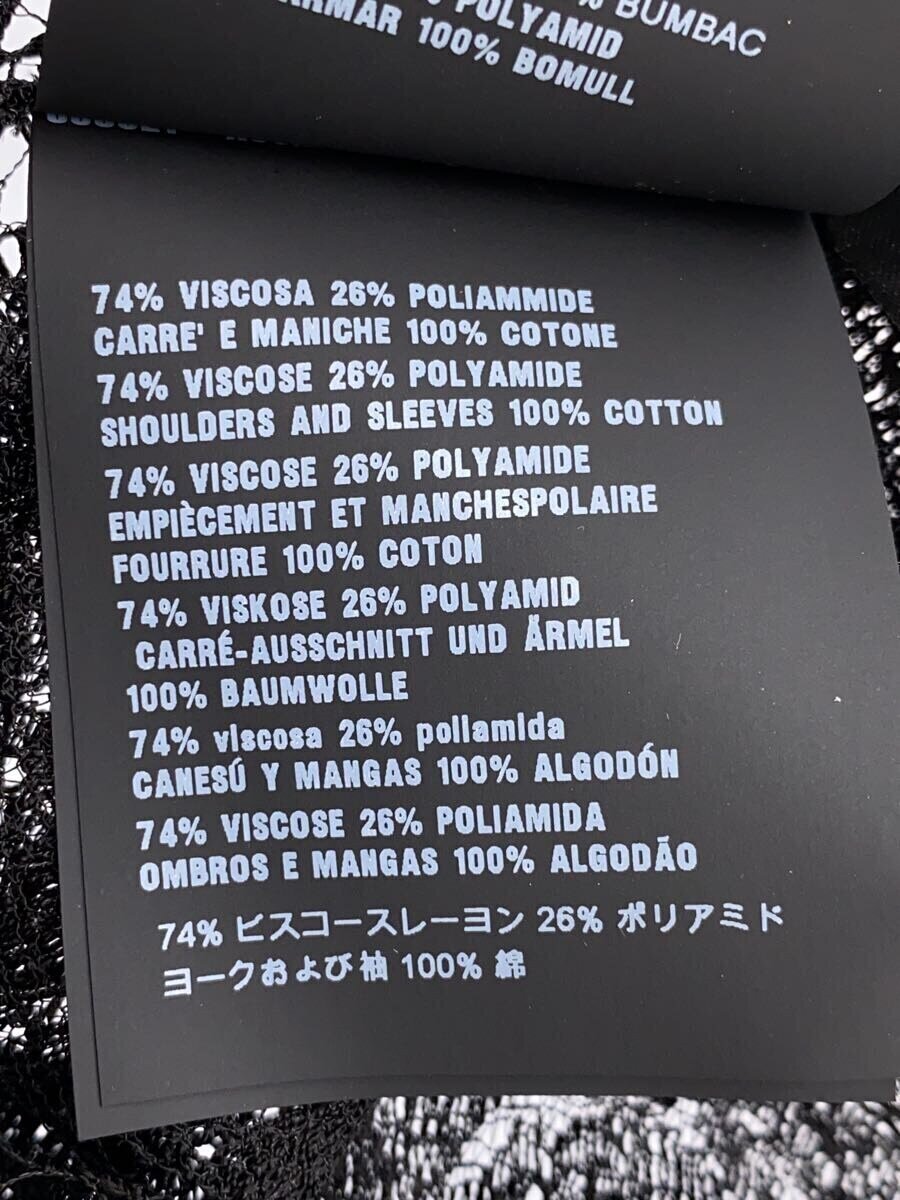 % BUMBAC
POLYAMID
100% BOMULL
74% VISCOSA 26% POLIAMMIDE
CARRE' E MANICHE 100% COTONE
74% VISCOSE 26% POLYAMIDE
SHOULDERS AND SLEEVES 100% COTTON
74% VISCOSE 26% POLYAMIDE
EMPIÈCEMENT ET MANCHESPOLAIRE
FOURRURE 100% COTON
74% VISKOSE 26% POLYAMID
CARRÉ-AUSSCHNITT UND ÄRMEL
100% BAUMWOLLE
74% viscosa 26% poliamida
CANESÚ Y MANGAS 100% ALGODÓN
74% VISCOSE 26% POLIAMIDA
OMBROS E MANGAS 100% ALGODÃO
74% ビスコースレーヨン 26% ポリアミド
ヨークおよび袖 100% 綿